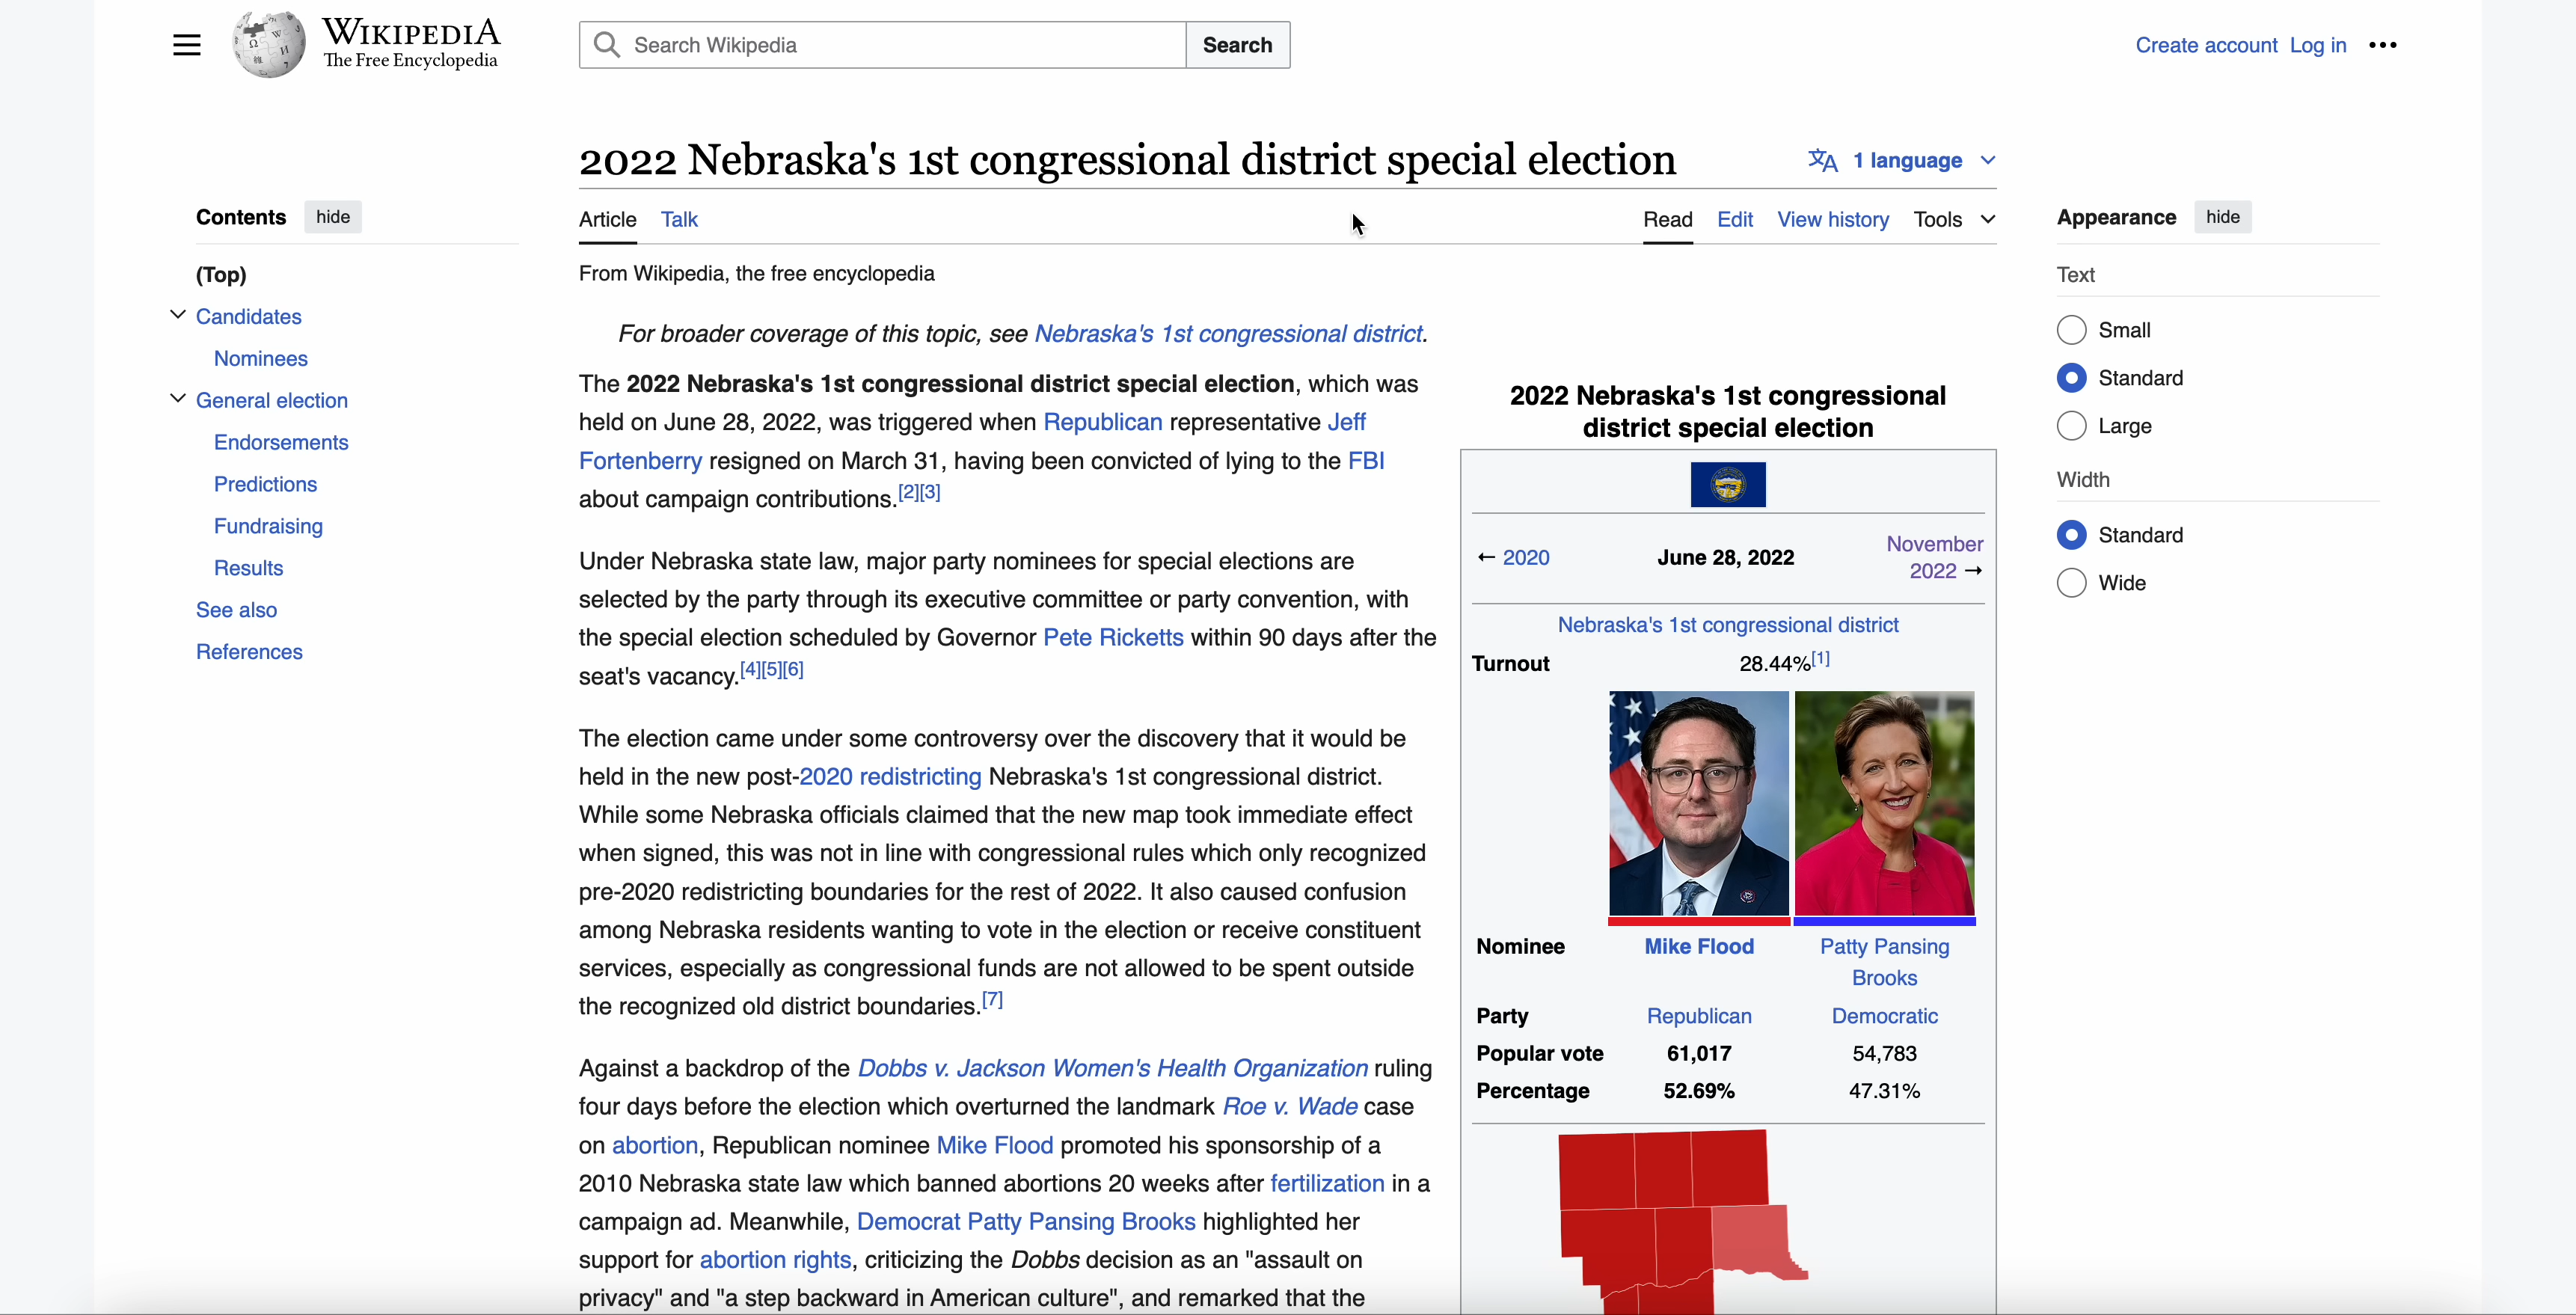 WIKIPEDIA
The Free Encyclopedia
Search Wikipedia
Search
Create account Log in
2022 Nebraska's 1st congressional district special election
1 language
Contents hide
(Top)
Candidates
Nominees
General election
Endorsements
Predictions
Fundraising
Results
See also
References
Article Talk
Read Edit View history Tools
From Wikipedia, the free encyclopedia
For broader coverage of this topic, see Nebraska's 1st congressional district.
The 2022 Nebraska's 1st congressional district special election, which was
held on June 28, 2022, was triggered when Republican representative Jeff
Fortenberry resigned on March 31, having been convicted of lying to the FBI
about campaign contributions.[2][3]
Under Nebraska state law, major party nominees for special elections are
selected by the party through its executive committee or party convention, with
the special election scheduled by Governor Pete Ricketts within 90 days after the
seat's vacancy.[4][5][6]
The election came under some controversy over the discovery that it would be
held in the new post-2020 redistricting Nebraska's 1st congressional district.
While some Nebraska officials claimed that the new map took immediate effect
when signed, this was not in line with congressional rules which only recognized
pre-2020 redistricting boundaries for the rest of 2022. It also caused confusion
among Nebraska residents wanting to vote in the election or receive constituent
services, especially as congressional funds are not allowed to be spent outside
the recognized old district boundaries.[7]
Against a backdrop of the Dobbs v. Jackson Women's Health Organization ruling
four days before the election which overturned the landmark Roe v. Wade case
on abortion, Republican nominee Mike Flood promoted his sponsorship of a
2010 Nebraska state law which banned abortions 20 weeks after fertilization in a
campaign ad. Meanwhile, Democrat Patty Pansing Brooks highlighted her
support for abortion rights, criticizing the Dobbs decision as an "assault on
privacy" and "a step backward in American culture", and remarked that the
2022 Nebraska's 1st congressional
district special election
← 2020 June 28, 2022 November
2022 →
Nebraska's 1st congressional district
Turnout 28.44%[1]
Nominee Mike Flood Patty Pansing
Brooks
Party Republican Democratic
Popular vote 61,017 54,783
Percentage 52.69% 47.31%
Appearance hide
Text
Small
Standard
Large
Width
Standard
Wide